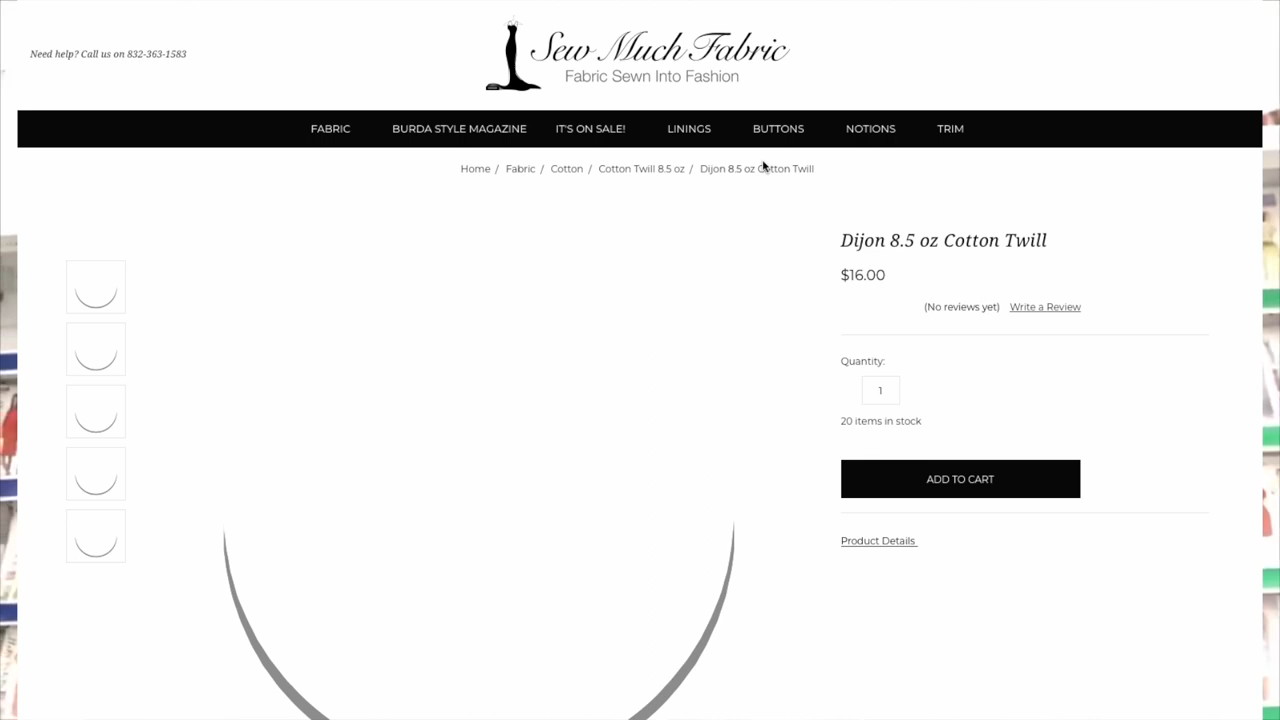 Need help? Call us on 832-363-1583
Sew Much Fabric
Fabric Sewn Into Fashion
FABRIC BURDA STYLE MAGAZINE IT'S ON SALE! LININGS BUTTONS NOTIONS TRIM
Home / Fabric / Cotton / Cotton Twill 8.5 oz / Dijon 8.5 oz Cotton Twill
Dijon 8.5 oz Cotton Twill
$16.00
(No reviews yet) Write a Review
Quantity:
1
20 items in stock
ADD TO CART
Product Details